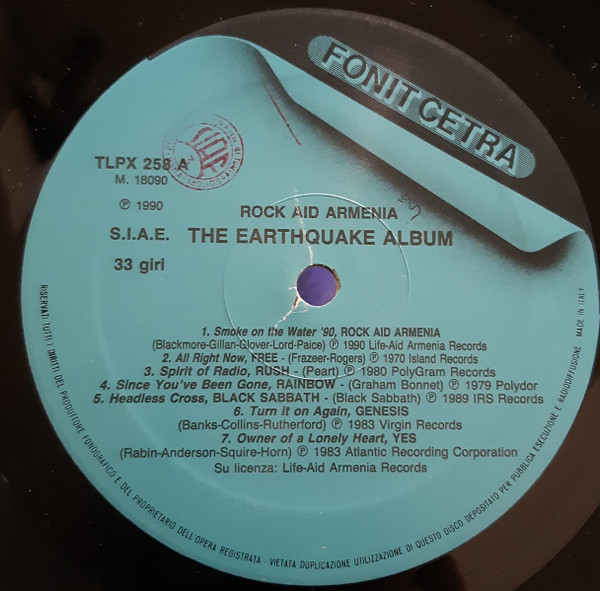 FONIT CETRA
TLPX 258 A
M. 18090
℗ 1990
S.I.A.E.
33 giri
ROCK AID ARMENIA
THE EARTHQUAKE ALBUM
1. Smoke on the Water '90, ROCK AID ARMENIA
(Blackmore-Gillan-Glover-Lord-Paice) ℗ 1990 Life-Aid Armenia Records
2. All Right Now, FREE - (Frazeer-Rogers) ℗ 1970 Island Records
3. Spirit of Radio, RUSH - (Peart) ℗ 1980 PolyGram Records
4. Since You've Been Gone, RAINBOW - (Graham Bonnet) ℗ 1979 Polydor
5. Headless Cross, BLACK SABBATH - (Black Sabbath) ℗ 1989 IRS Records
6. Turn it on Again, GENESIS
(Banks-Collins-Rutherford) ℗ 1983 Virgin Records
7. Owner of a Lonely Heart, YES
(Rabin-Anderson-Squire-Horn) ℗ 1983 Atlantic Recording Corporation
Su licenza: Life-Aid Armenia Records
RISERVATI TUTTI I DIRITTI DEL PRODUTTORE FONOGRAFICO E DEL PROPRIETARIO DELL'OPERA REGISTRATA - VIETATA DUPLICAZIONE UTILIZZAZIONE DI QUESTO DISCO DEPOSITATO PER PUBBLICA ESECUZIONE E RADIODIFFUSIONE MADE IN ITALY